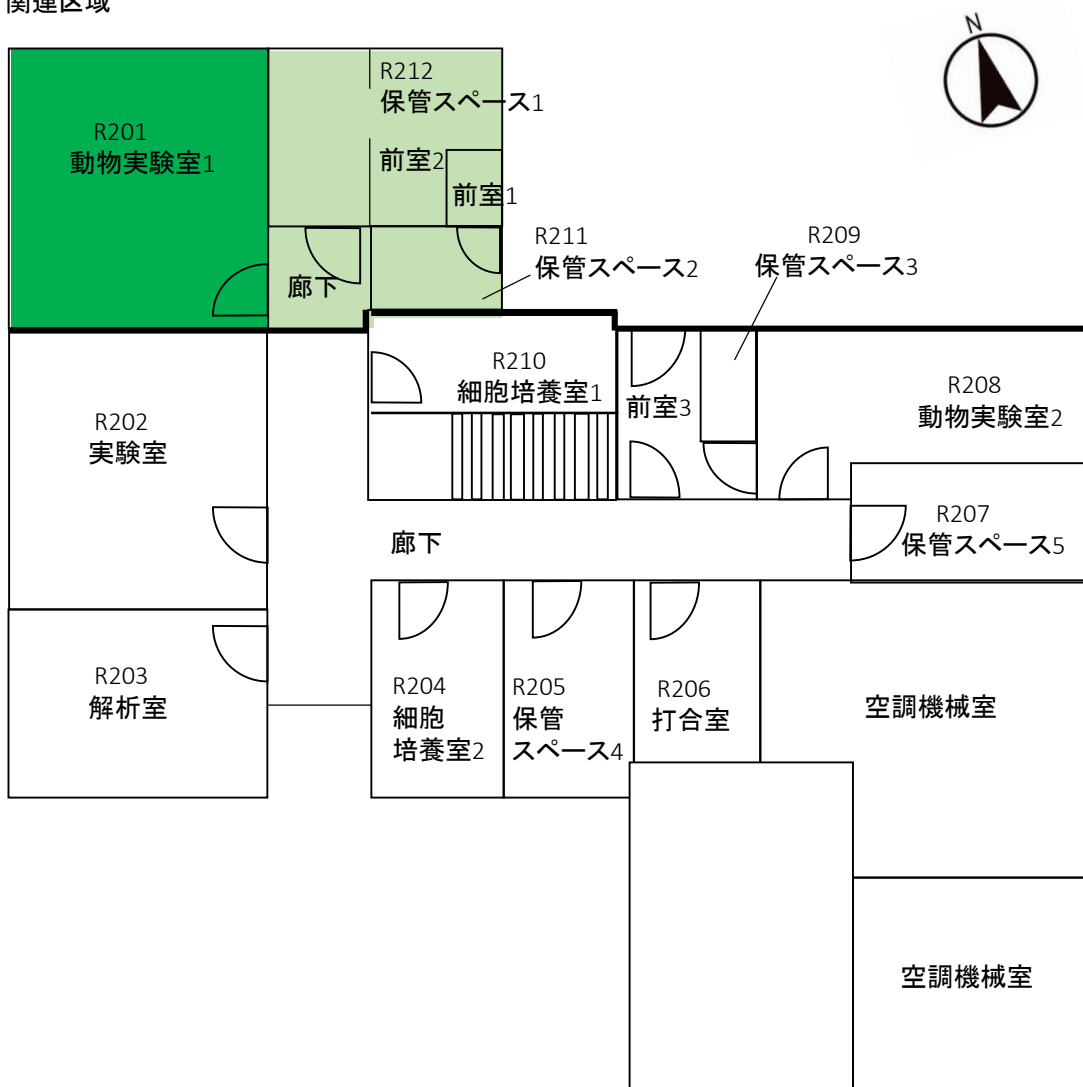 関連区域
N
R212
保管スペース1
R201
動物実験室1
前室2
前室1
R211
保管スペース2
R209
保管スペース3
廊下
R210
細胞培養室1
前室3
R208
動物実験室2
R202
実験室
R207
保管スペース5
廊下
R203
解析室
R204
細胞
培養室2
R205
保管
スペース4
R206
打合室
空調機械室
空調機械室